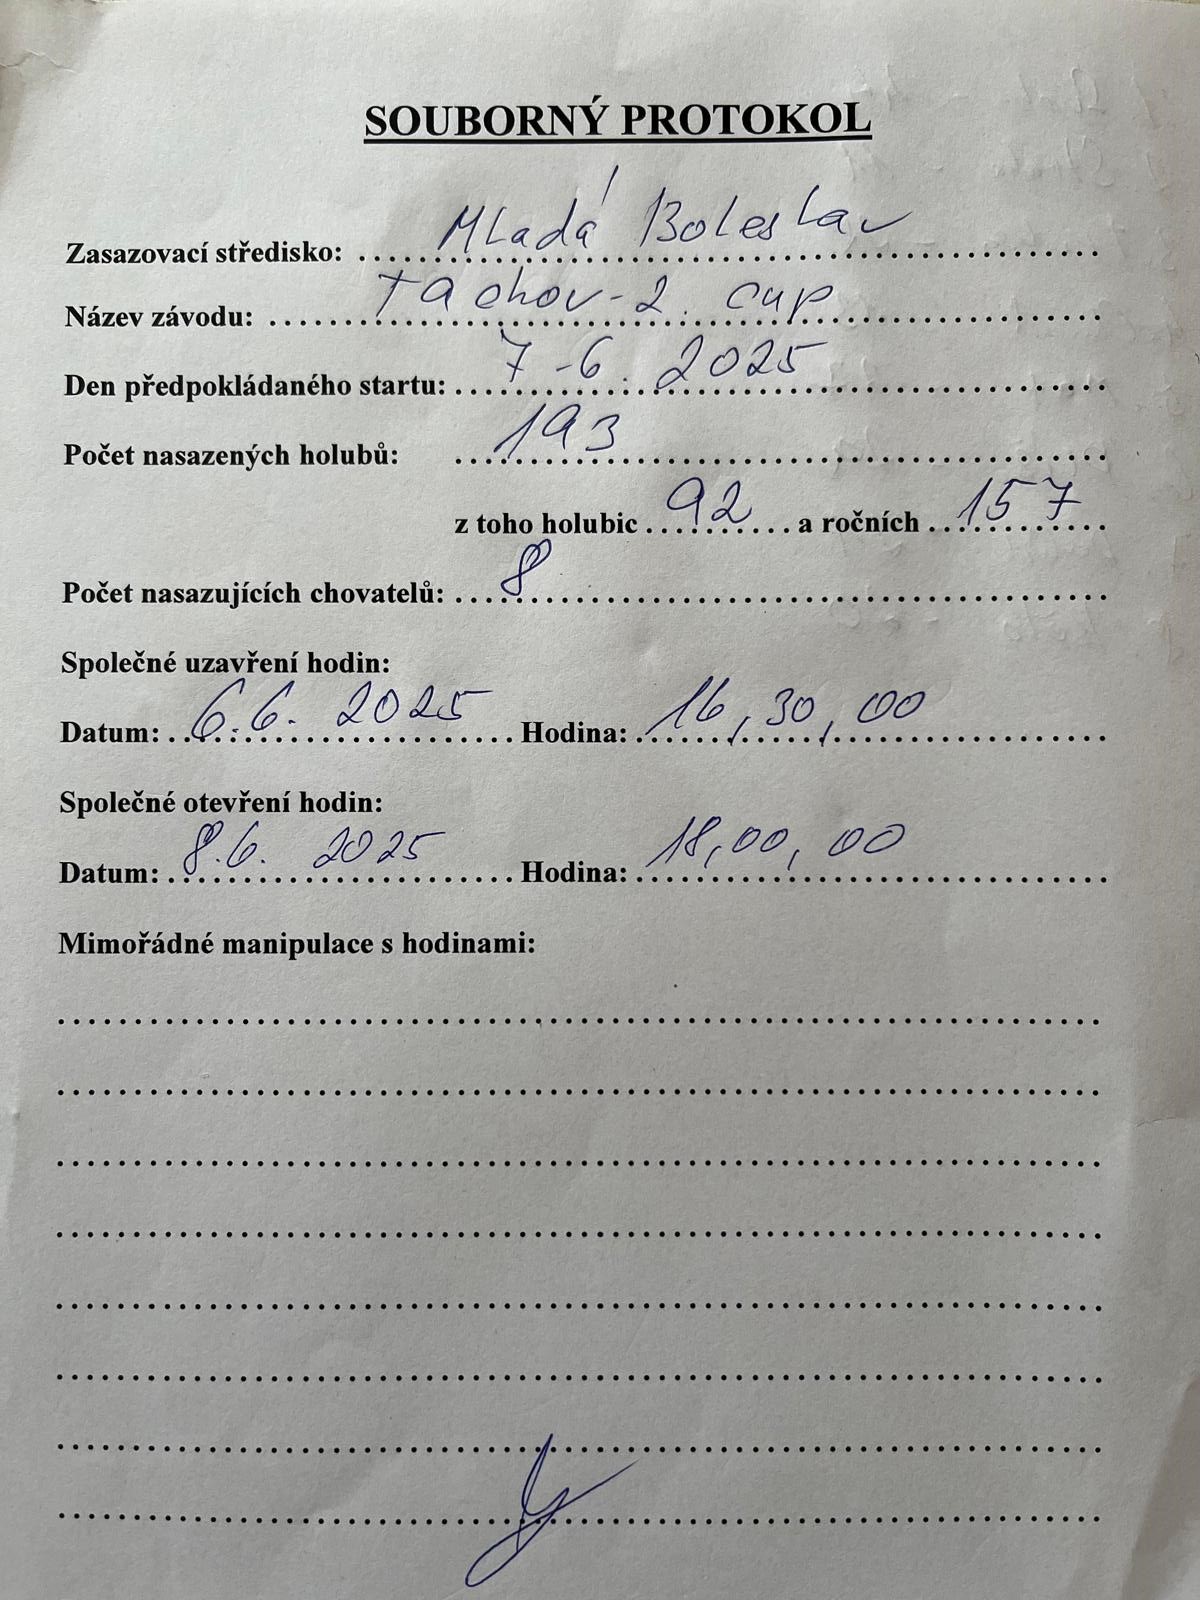 SOUBORNÝ PROTOKOL
Zasazovací středisko: Mladá Boleslav
Název závodu: Tachov-2. cup
Den předpokládaného startu: 7-6. 2025
Počet nasazených holubů: 193
z toho holubic 92 a ročních 157
Počet nasazujících chovatelů: 8
Společné uzavření hodin:
Datum: 6.6. 2025 Hodina: 16,30,00
Společné otevření hodin:
Datum: 8.6. 2025 Hodina: 18,00,00
Mimořádné manipulace s hodinami: